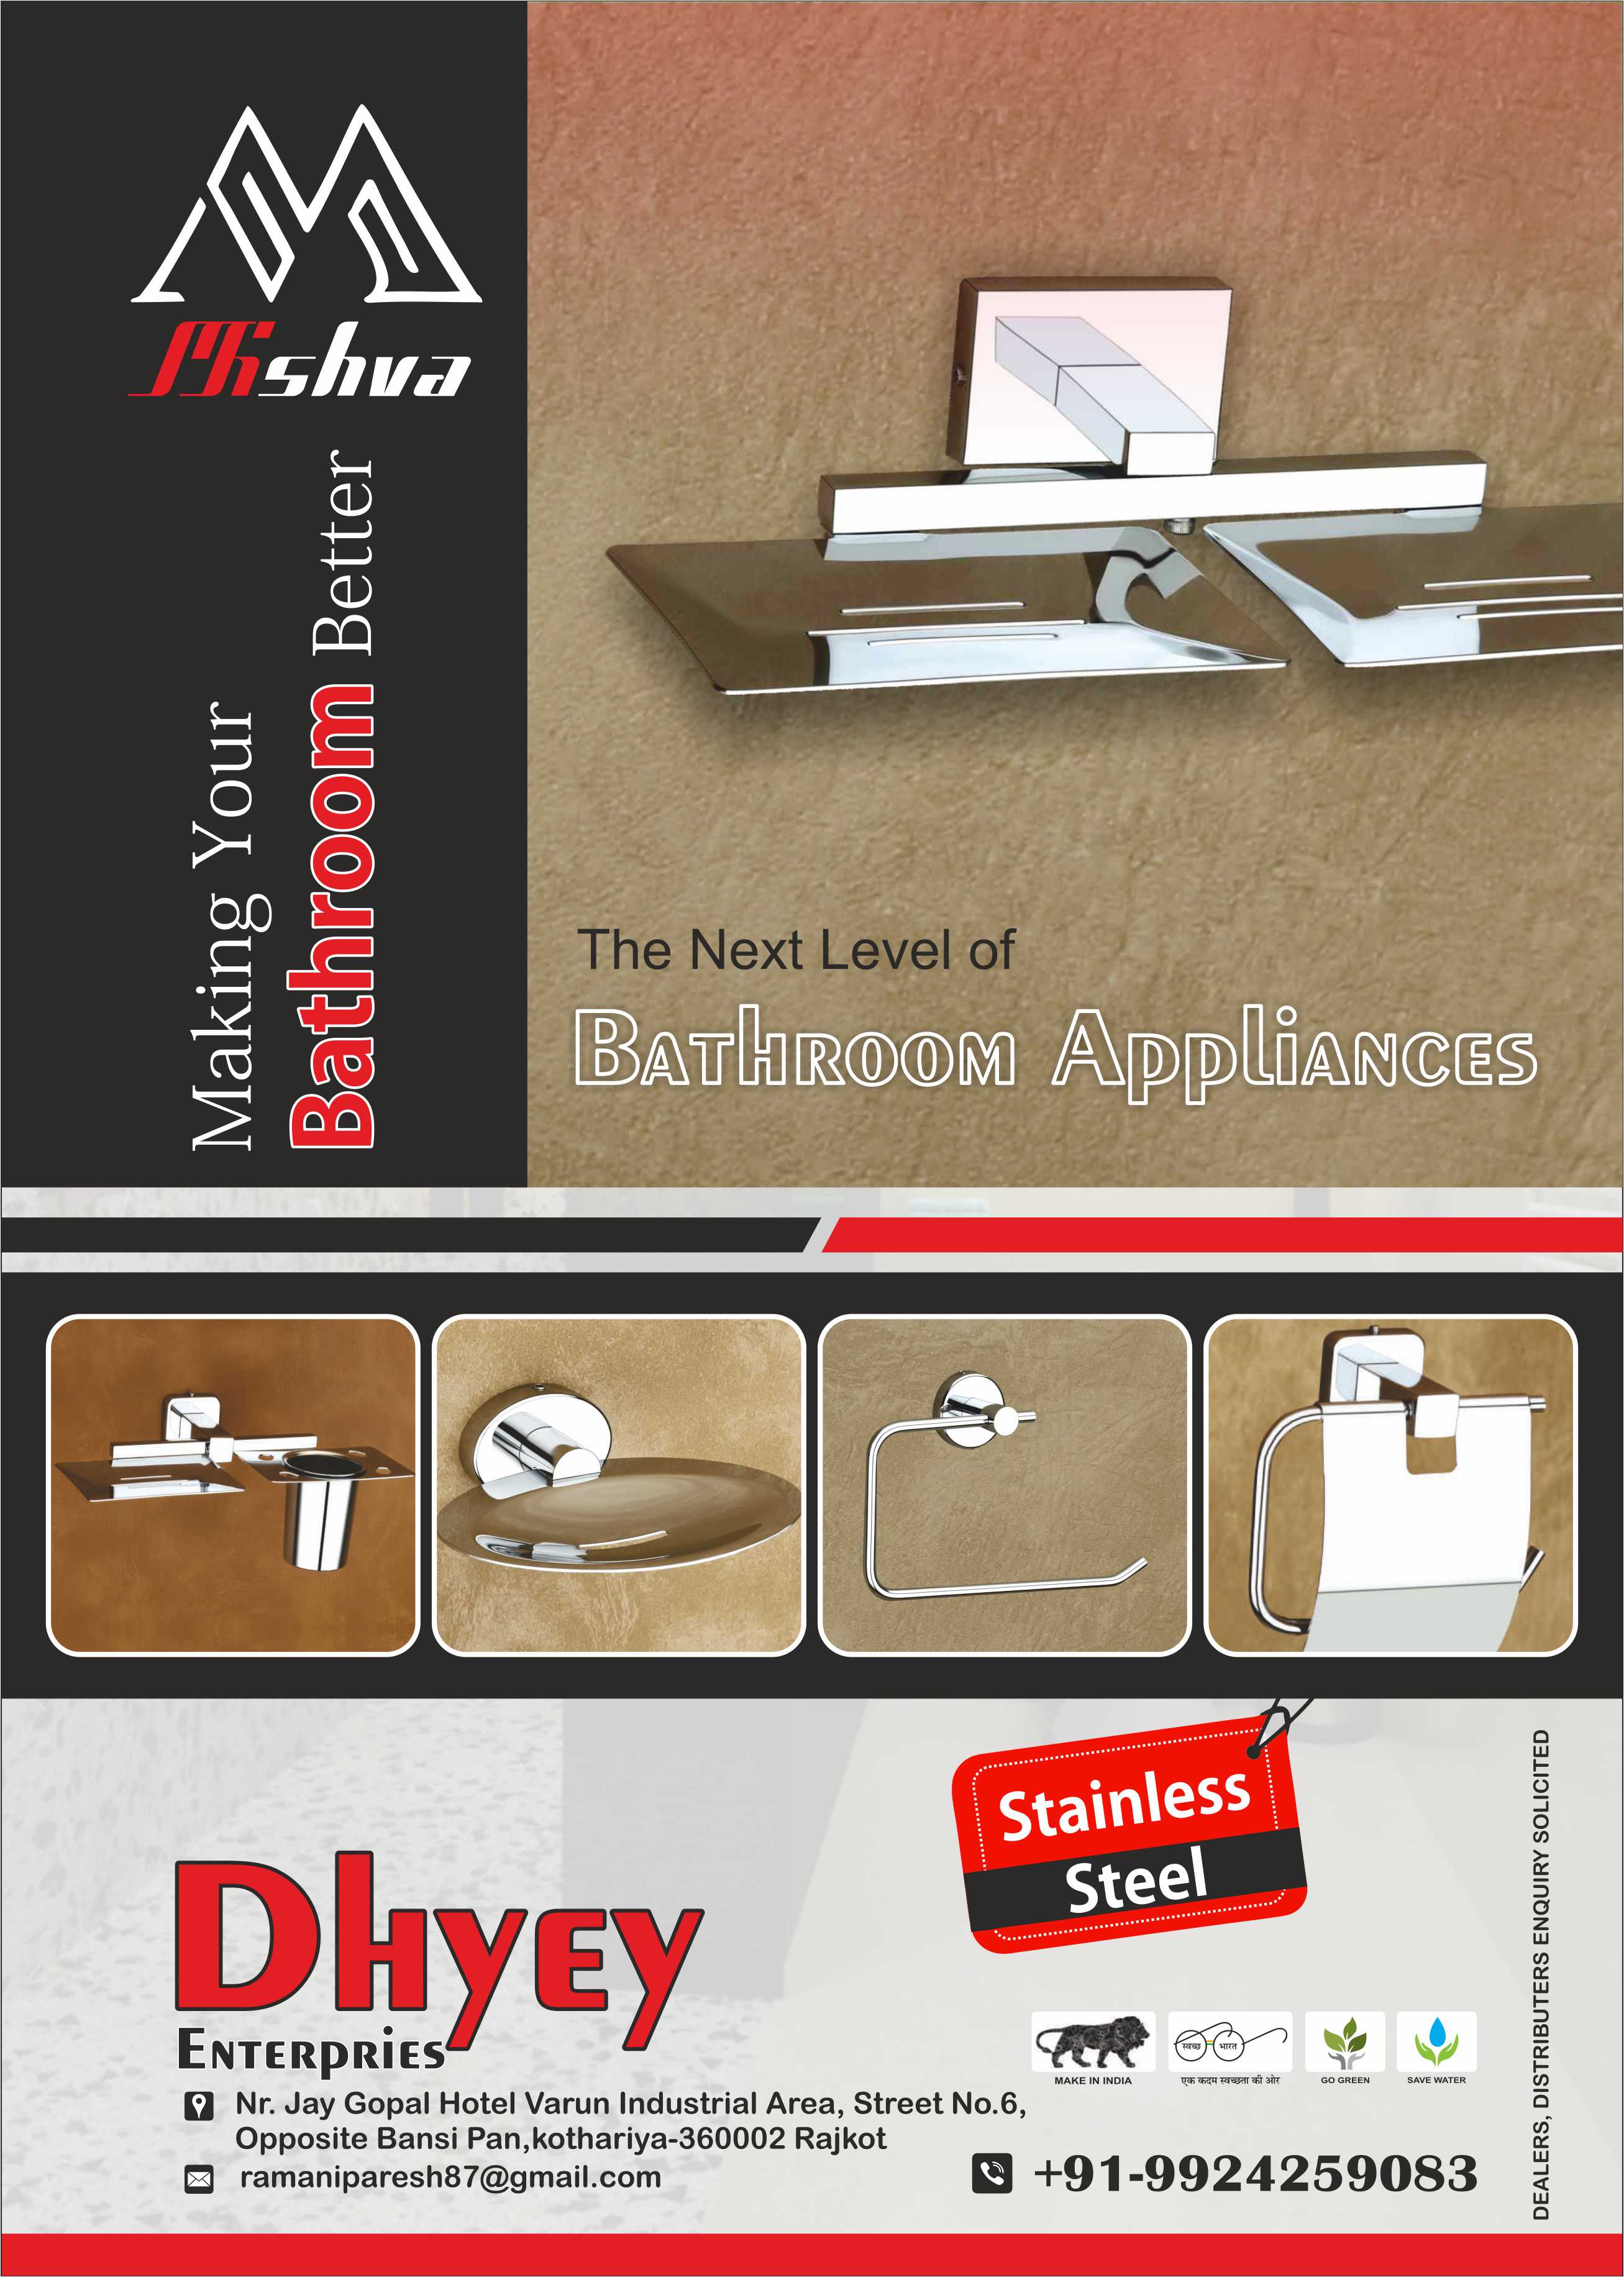 Mishva
Making Your
Bathroom Better
The Next Level of
Bathroom Appliances
Stainless
Steel
Dhyey
Enterpries
MAKE IN INDIA
स्वच्छ भारत
एक कदम स्वच्छता की ओर
GO GREEN
SAVE WATER
Nr. Jay Gopal Hotel Varun Industrial Area, Street No.6,
Opposite Bansi Pan,kothariya-360002 Rajkot
ramaniparesh87@gmail.com
+91-9924259083
DEALERS, DISTRIBUTERS ENQUIRY SOLICITED